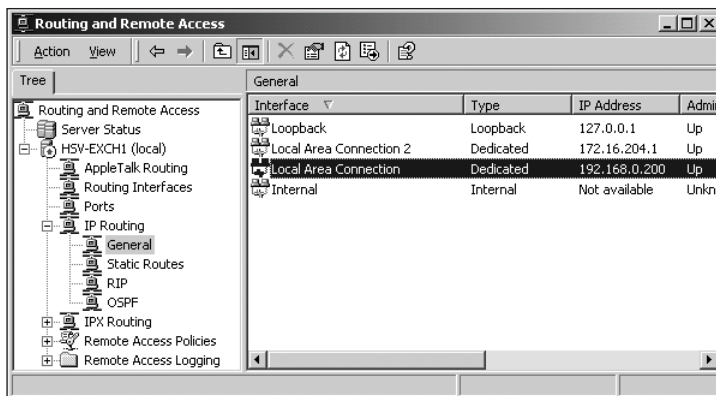 Routing and Remote Access
Action View
Tree
General
Routing and Remote Access
Server Status
HSV-EXCH1 (local)
AppleTalk Routing
Routing Interfaces
Ports
IP Routing
General
Static Routes
RIP
OSPF
IPX Routing
Remote Access Policies
Remote Access Logging
Interface Type IP Address Admi
Loopback Loopback 127.0.0.1 Up
Local Area Connection 2 Dedicated 172.16.204.1 Up
Local Area Connection Dedicated 192.168.0.200 Up
Internal Internal Not available Unkn